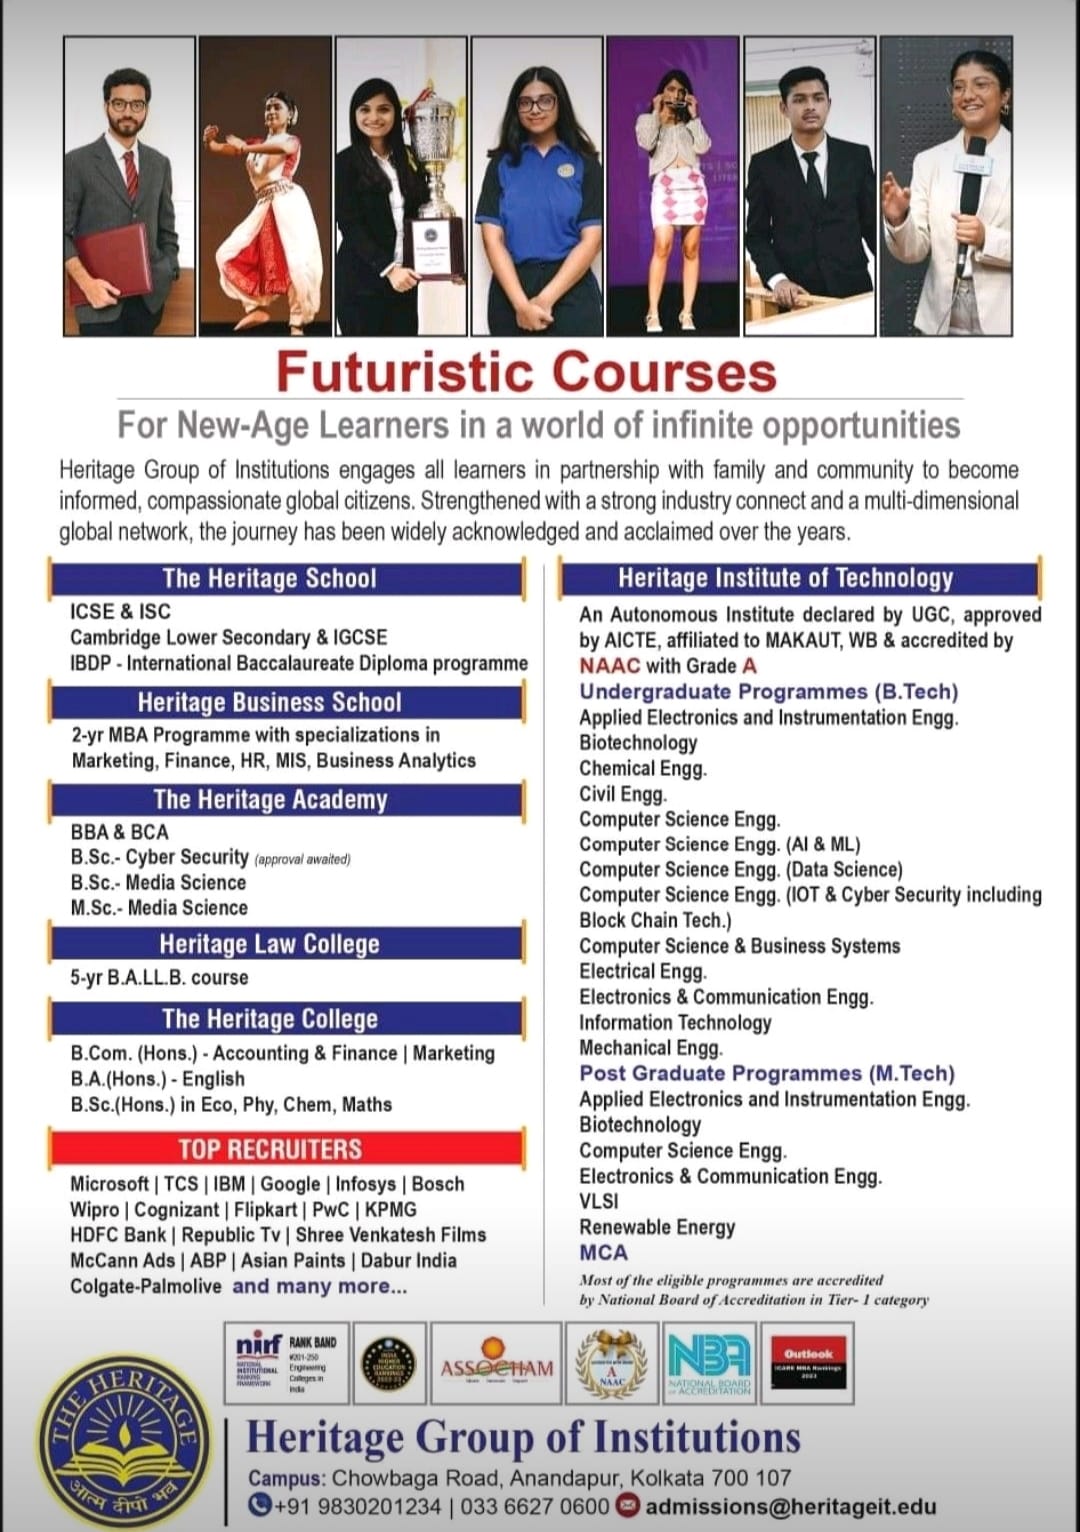 Futuristic Courses
For New-Age Learners in a world of infinite opportunities
Heritage Group of Institutions engages all learners in partnership with family and community to become
informed, compassionate global citizens. Strengthened with a strong industry connect and a multi-dimensional
global network, the journey has been widely acknowledged and acclaimed over the years.
The Heritage School
ICSE & ISC
Cambridge Lower Secondary & IGCSE
IBDP - International Baccalaureate Diploma programme
Heritage Business School
2-yr MBA Programme with specializations in
Marketing, Finance, HR, MIS, Business Analytics
The Heritage Academy
BBA & BCA
B.Sc.- Cyber Security (approval awaited)
B.Sc.- Media Science
M.Sc.- Media Science
Heritage Law College
5-yr B.A.LL.B. course
The Heritage College
B.Com. (Hons.) - Accounting & Finance | Marketing
B.A.(Hons.) - English
B.Sc.(Hons.) in Eco, Phy, Chem, Maths
TOP RECRUITERS
Microsoft | TCS | IBM | Google | Infosys | Bosch
Wipro | Cognizant | Flipkart | PwC | KPMG
HDFC Bank | Republic Tv | Shree Venkatesh Films
McCann Ads | ABP | Asian Paints | Dabur India
Colgate-Palmolive and many more...
Heritage Institute of Technology
An Autonomous Institute declared by UGC, approved
by AICTE, affiliated to MAKAUT, WB & accredited by
NAAC with Grade A
Undergraduate Programmes (B.Tech)
Applied Electronics and Instrumentation Engg.
Biotechnology
Chemical Engg.
Civil Engg.
Computer Science Engg.
Computer Science Engg. (AI & ML)
Computer Science Engg. (Data Science)
Computer Science Engg. (IOT & Cyber Security including
Block Chain Tech.)
Computer Science & Business Systems
Electrical Engg.
Electronics & Communication Engg.
Information Technology
Mechanical Engg.
Post Graduate Programmes (M.Tech)
Applied Electronics and Instrumentation Engg.
Biotechnology
Computer Science Engg.
Electronics & Communication Engg.
VLSI
Renewable Energy
MCA
Most of the eligible programmes are accredited
by National Board of Accreditation in Tier- 1 category
nirf
NATIONAL
INSTITUTIONAL
RANKING
FRAMEWORK
RANK BAND
#201-250
Engineering
Colleges in
India
ASSOCHAM
A
NAAC
NBA
NATIONAL BOARD
OF ACCREDITATION
Outlook
ICARE MBA Rankings
2023
THE HERITAGE
आत्म दीपो भव
Heritage Group of Institutions
Campus: Chowbaga Road, Anandapur, Kolkata 700 107
+91 9830201234 | 033 6627 0600 admissions@heritageit.edu